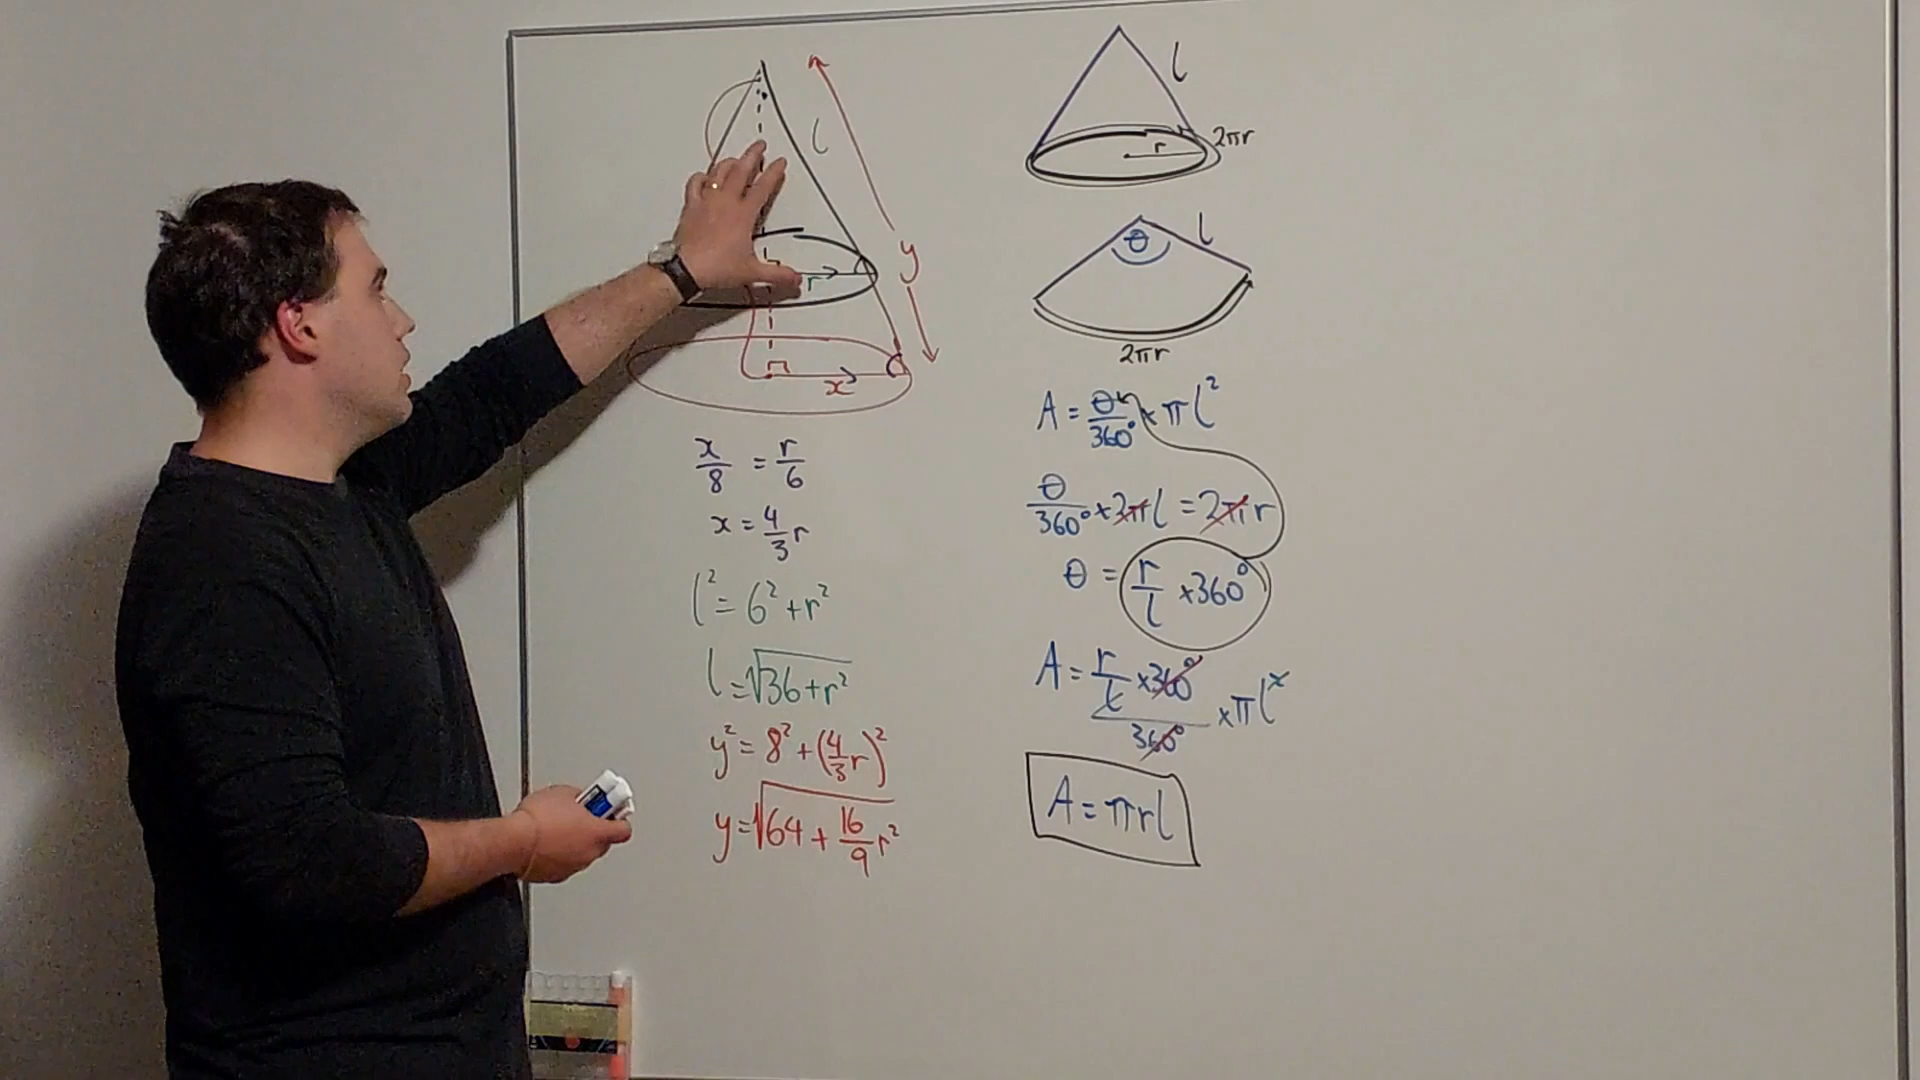 l
y
r
x
x/8 = r/6
x = 4/3 r
l² = 6² + r²
l = √36 + r²
y² = 8² + (4/3 r)²
y = √64 + 16/9 r²
l
2πr
r
θ
l
2πr
A = θ/360° × πl²
θ/360° × 2πl = 2πr
θ = r/l × 360°
A = r/l × 360° / 360° × πl²
A = πrl